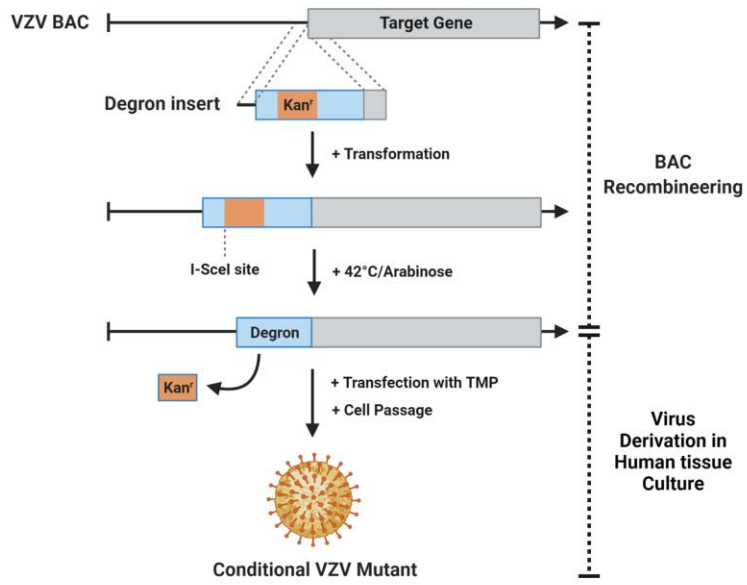 VZV BAC
Target Gene
Degron insert
Kanʳ
+ Transformation
BAC
Recombineering
I-SceI site
+ 42°C/Arabinose
Degron
Kanʳ
+ Transfection with TMP
+ Cell Passage
Virus
Derivation in
Human tissue
Culture
Conditional VZV Mutant